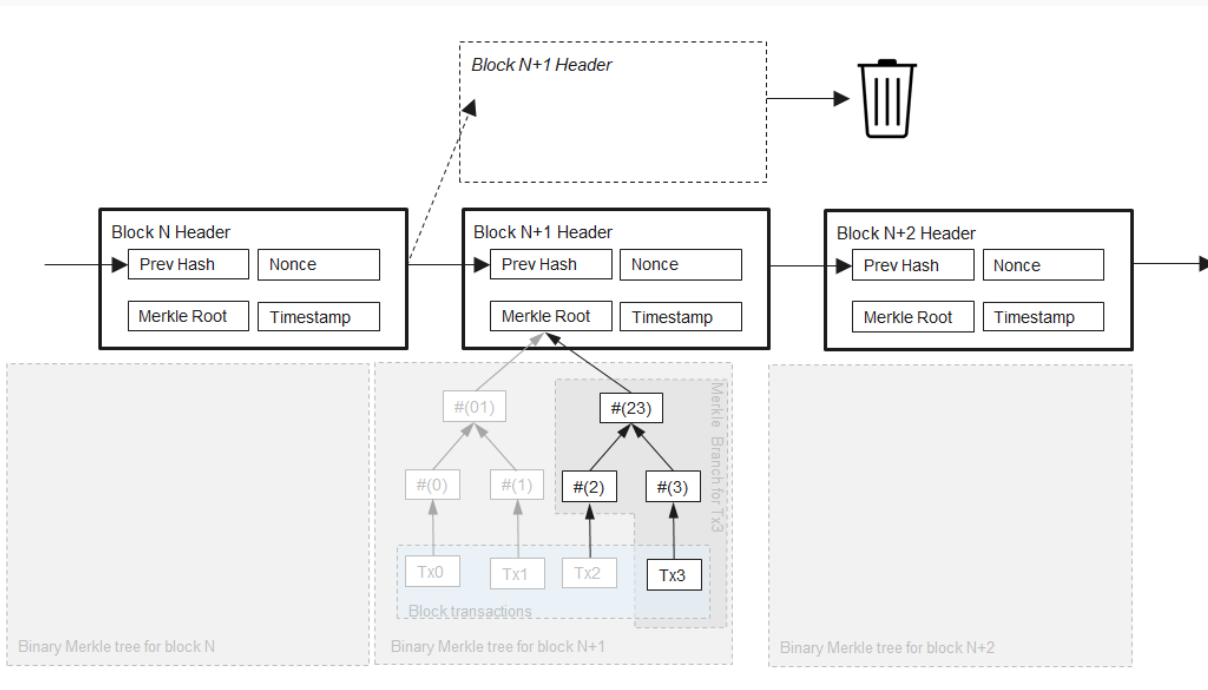 Block N+1 Header
Block N Header
Prev Hash
Nonce
Merkle Root
Timestamp
Block N+1 Header
Prev Hash
Nonce
Merkle Root
Timestamp
Block N+2 Header
Prev Hash
Nonce
Merkle Root
Timestamp
#(01)
#(23)
#(0)
#(1)
#(2)
#(3)
Merkle Branch for Tx3
Tx0
Tx1
Tx2
Tx3
Block transactions
Binary Merkle tree for block N
Binary Merkle tree for block N+1
Binary Merkle tree for block N+2